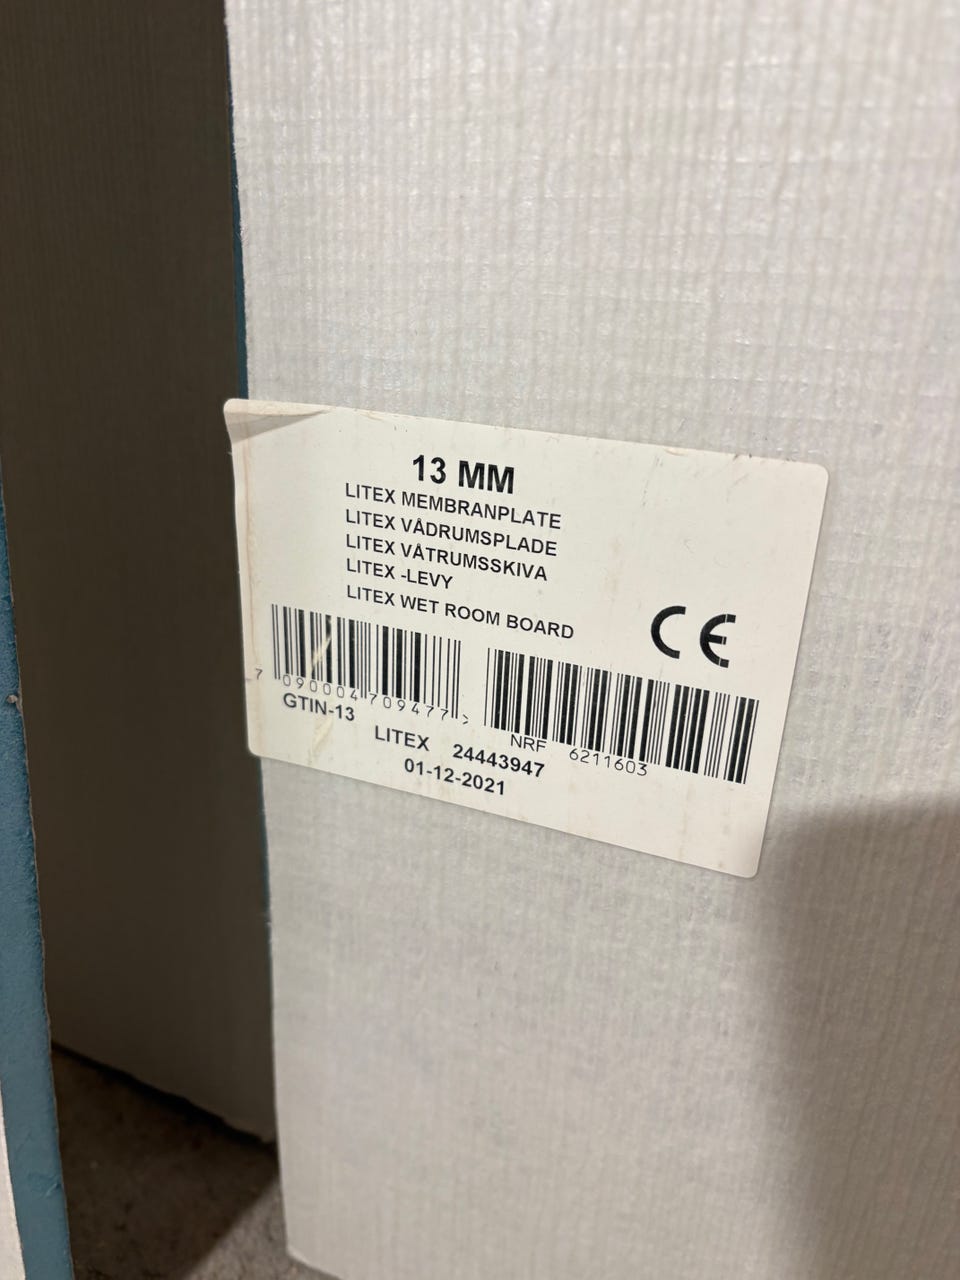 13 MM
LITEX MEMBRANPLATE
LITEX VÅDRUMSPLADE
LITEX VÅTRUMSSKIVA
LITEX -LEVY
LITEX WET ROOM BOARD
CE
7 090004 709477 >
GTIN-13
NRF 6211603
LITEX 24443947
01-12-2021